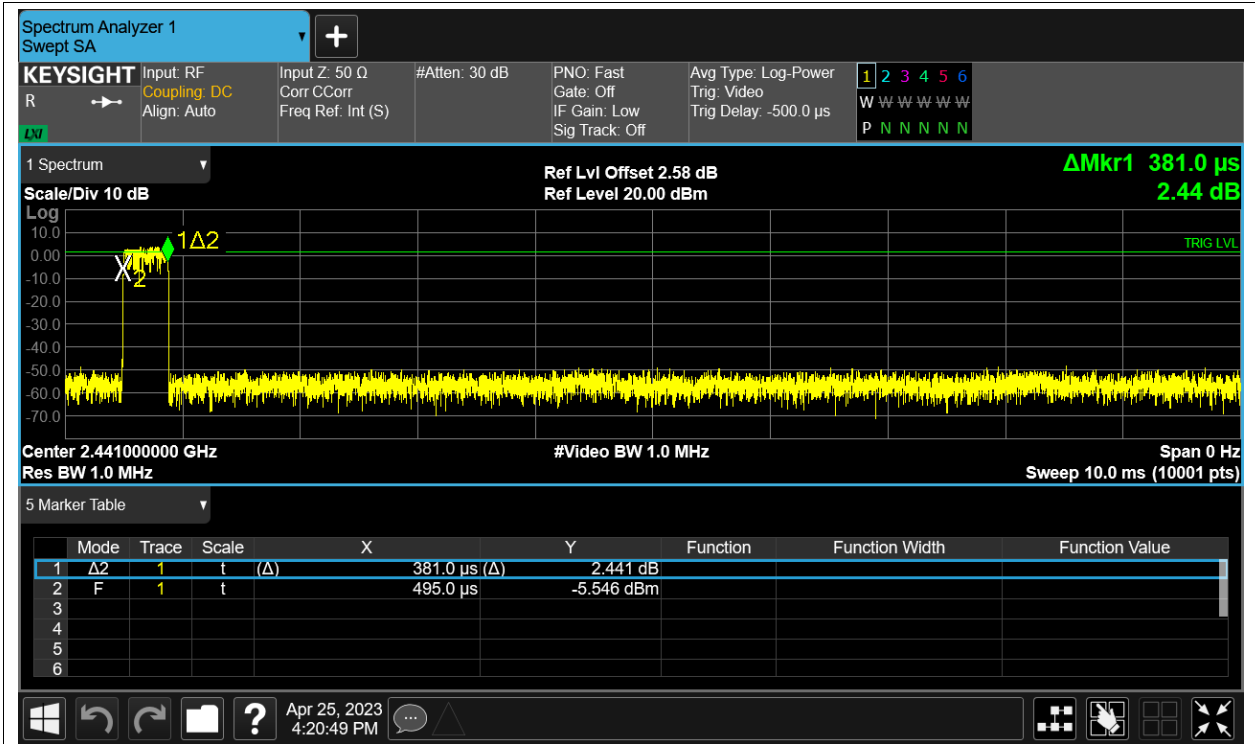 Spectrum Analyzer 1
Swept SA
KEYSIGHT Input: RF Input Z: 50 Ω #Atten: 30 dB PNO: Fast Avg Type: Log-Power 1 2 3 4 5 6
R Coupling: DC Corr CCorr Gate: Off Trig: Video W W W W W W
Align: Auto Freq Ref: Int (S) IF Gain: Low Trig Delay: -500.0 µs
LXI Sig Track: Off P N N N N N
1 Spectrum Ref Lvl Offset 2.58 dB ΔMkr1 381.0 µs
Scale/Div 10 dB Ref Level 20.00 dBm 2.44 dB
Log
10.0 1Δ2
0.00 TRIG LVL
-10.0 X2
-20.0
-30.0
-40.0
-50.0
-60.0
-70.0
Center 2.441000000 GHz #Video BW 1.0 MHz Span 0 Hz
Res BW 1.0 MHz Sweep 10.0 ms (10001 pts)
5 Marker Table
Mode Trace Scale X Y Function Function Width Function Value
1 Δ2 1 t (Δ) 381.0 µs (Δ) 2.441 dB
2 F 1 t 495.0 µs -5.546 dBm
3
4
5
6
? Apr 25, 2023
4:20:49 PM